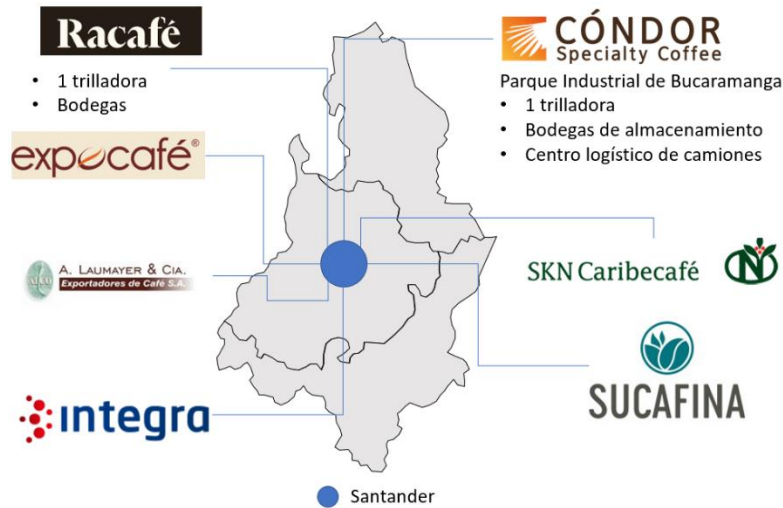 Racafé
• 1 trilladora
• Bodegas
CÓNDOR
Specialty Coffee
Parque Industrial de Bucaramanga
• 1 trilladora
• Bodegas de almacenamiento
• Centro logístico de camiones
expocafé®
A. LAUMAYER & CIA.
Exportadores de Café S.A.
SKN Caribecafé
N
integra
SUCAFINA
Santander